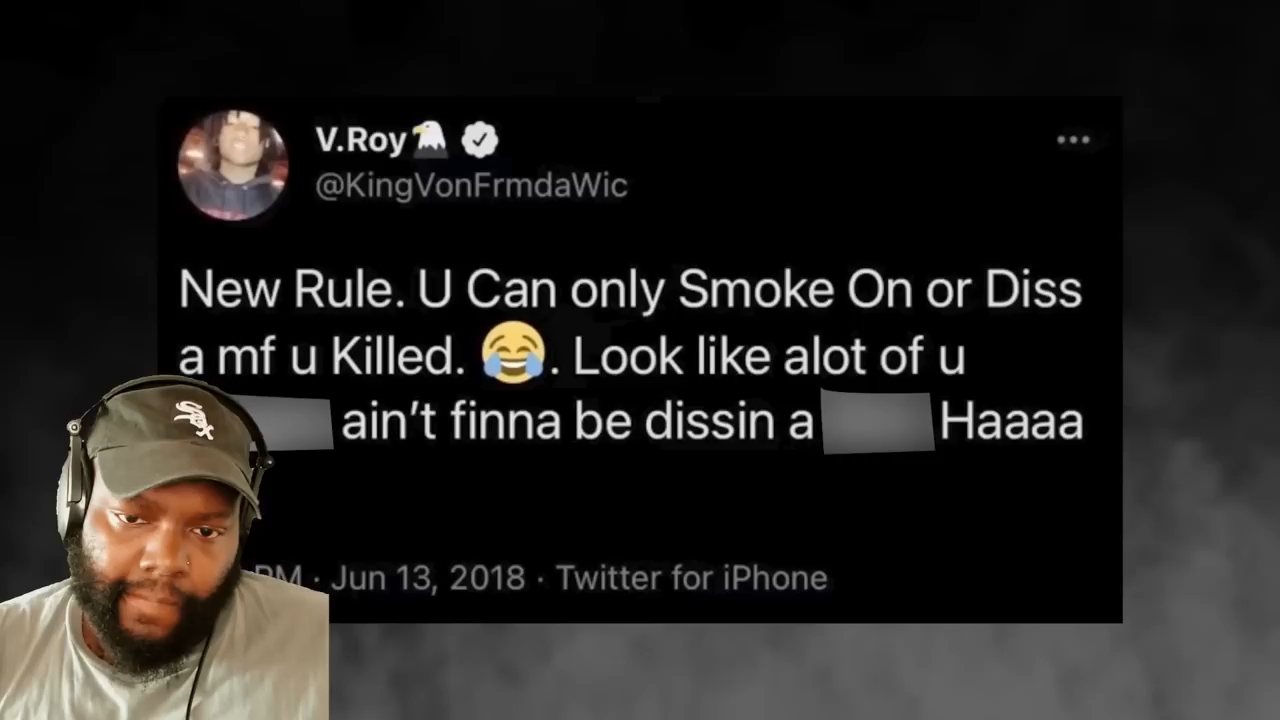 V.Roy🦅
@KingVonFrmdaWic
New Rule. U Can only Smoke On or Diss
a mf u Killed. 😂. Look like alot of u
ain't finna be dissin a Haaaa
PM · Jun 13, 2018 · Twitter for iPhone
Sox